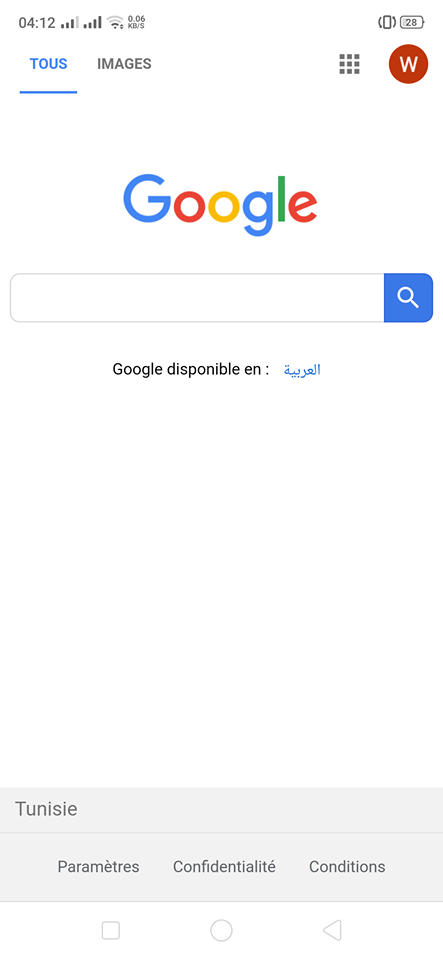 04:12 0.06 KB/S 28
TOUS IMAGES W
Google
Google disponible en : العربية
Tunisie
Paramètres Confidentialité Conditions